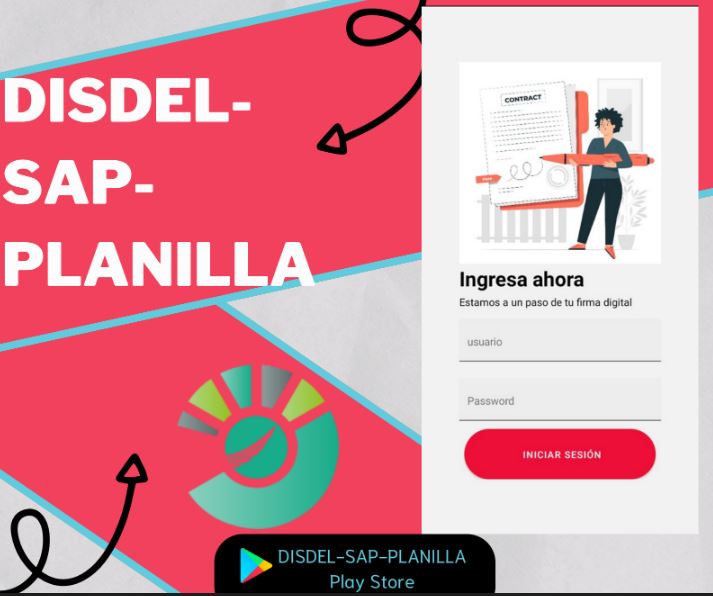 DISDEL-
SAP-
PLANILLA
CONTRACT
Ingresa ahora
Estamos a un paso de tu firma digital
usuario
Password
INICIAR SESIÓN
DISDEL-SAP-PLANILLA
Play Store